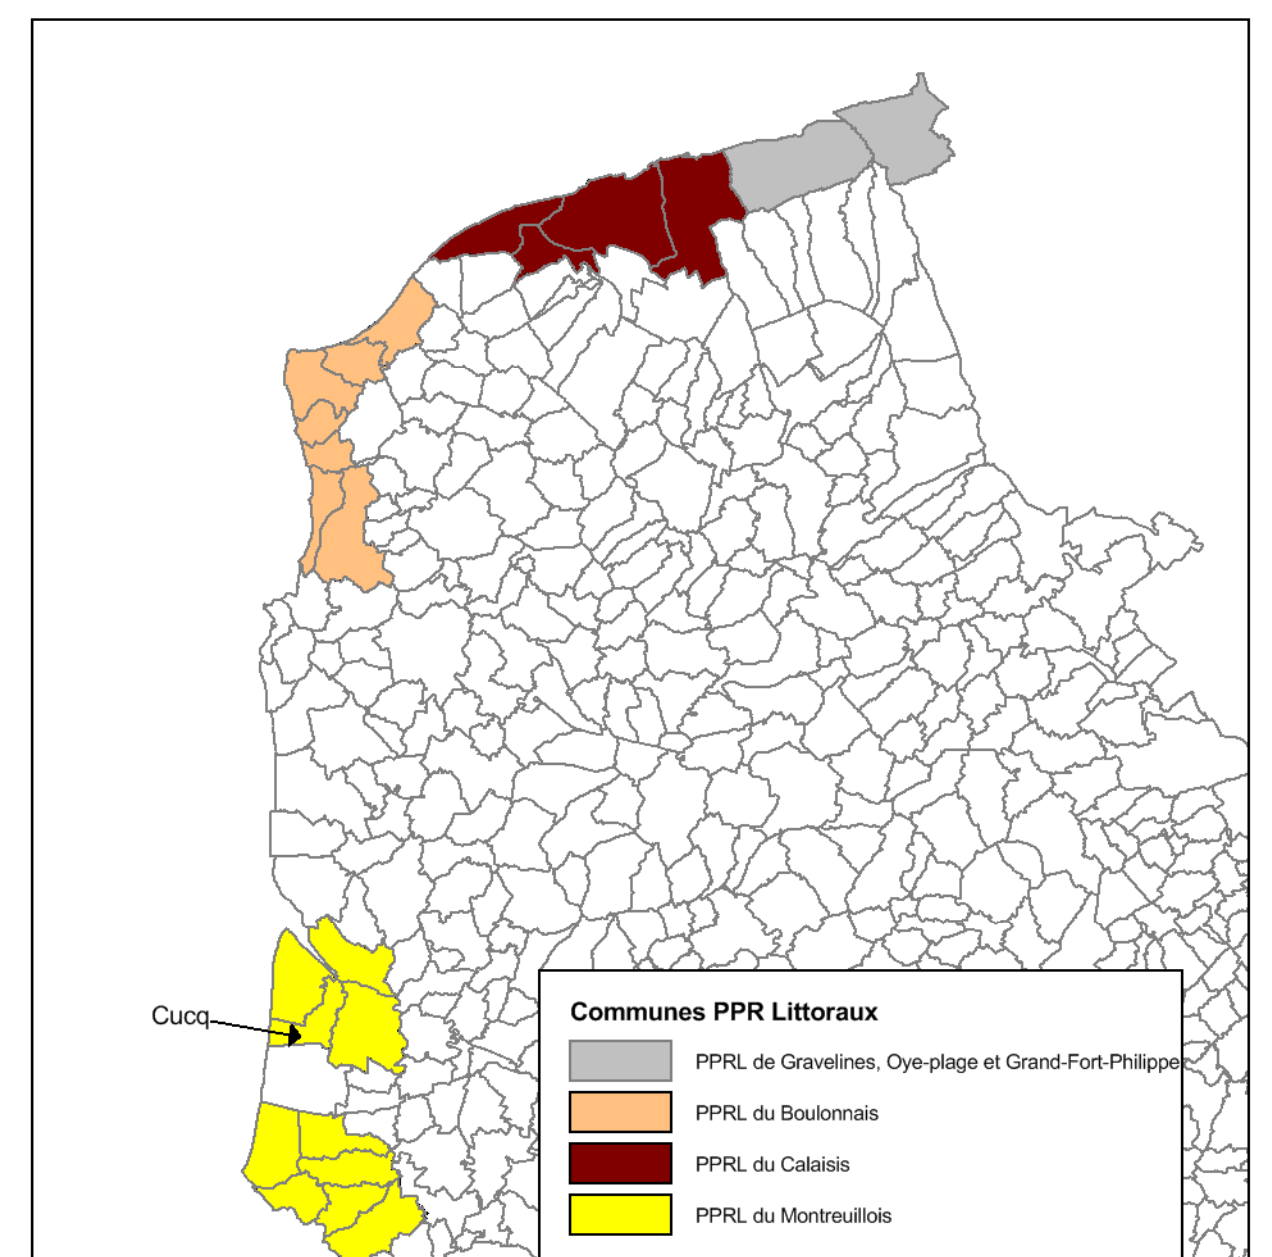 Cucq
Communes PPR Littoraux
PPRL de Gravelines, Oye-plage et Grand-Fort-Philippe
PPRL du Boulonnais
PPRL du Calaisis
PPRL du Montreuillois